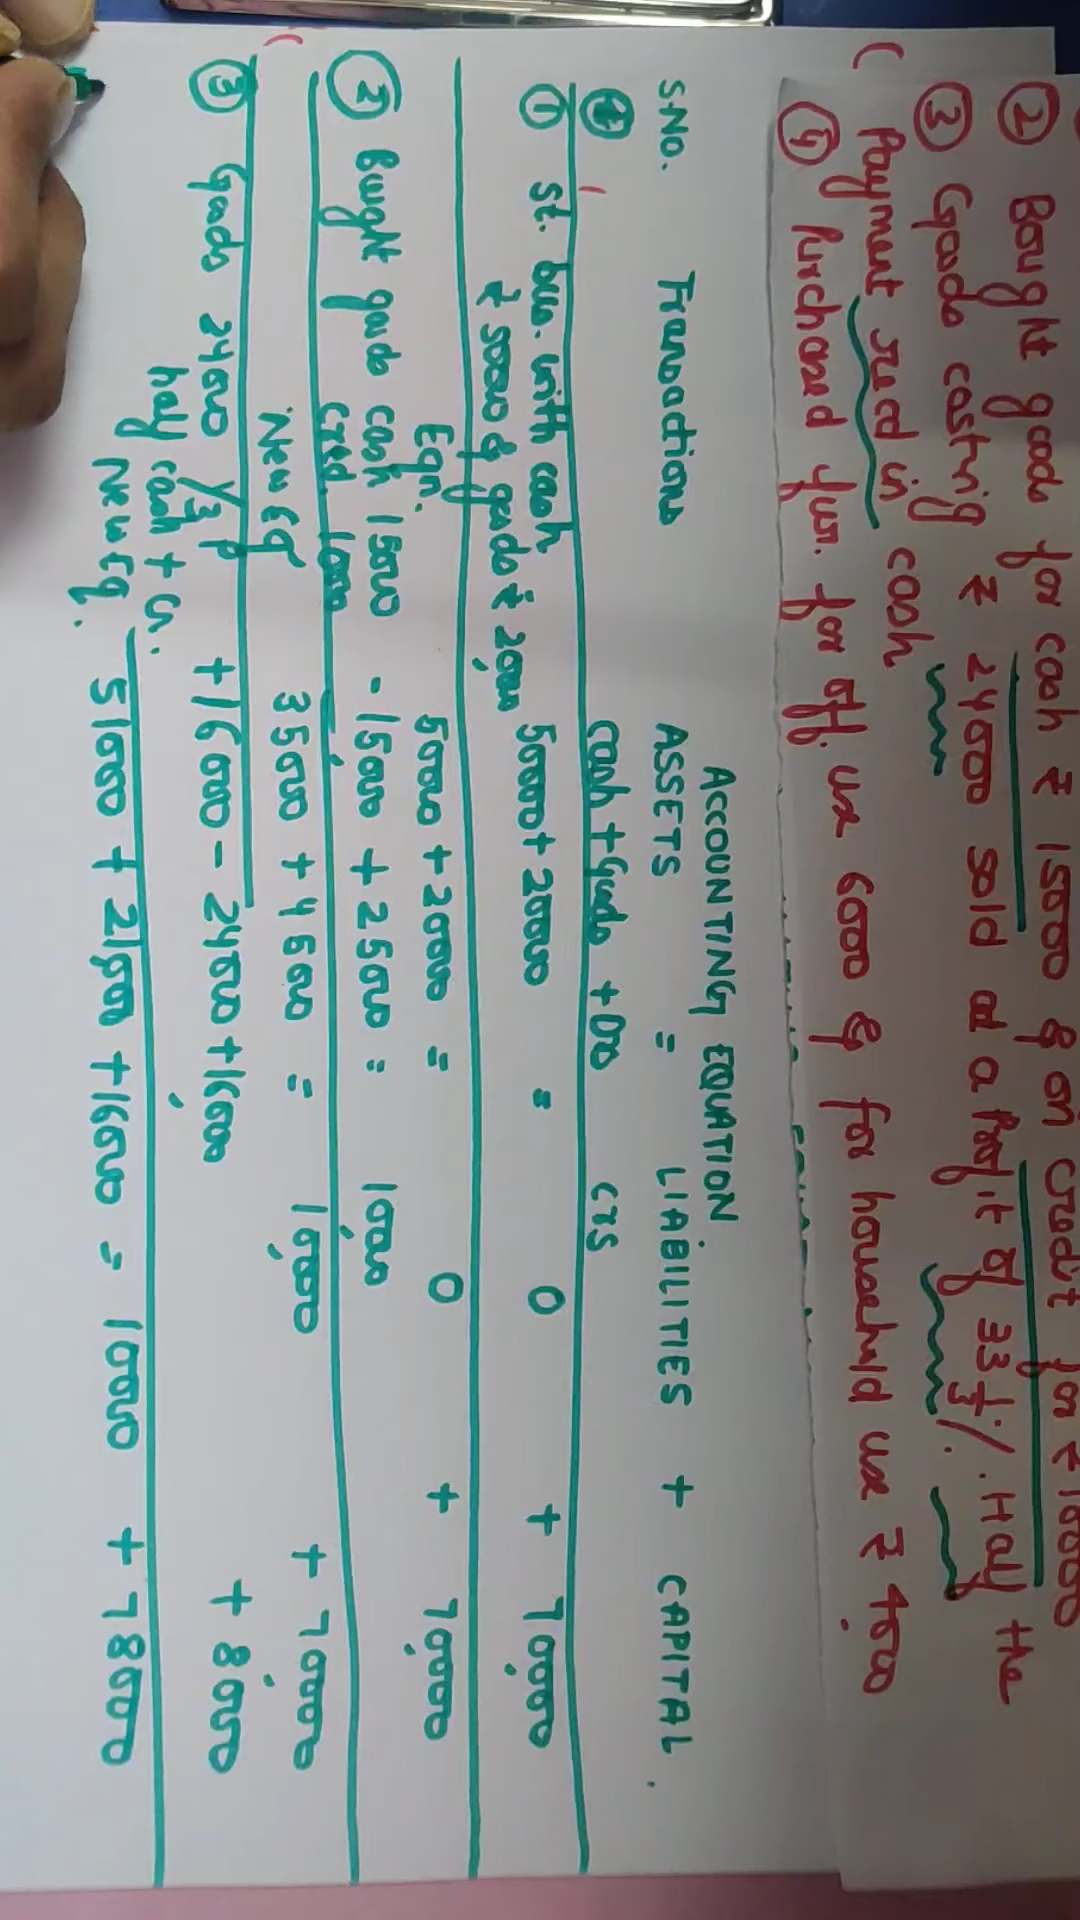 ② Bought goods for cash ₹ 15000 & on credit for ₹ 10000
③ Goods costing ₹ 24000 sold at a Profit of 33 1/3 %. Half the
Payment recd in cash
④ Purchased fur. for off. use 6000 & for household use ₹ 4000
ACCOUNTING EQUATION
S.No. Transactions ASSETS = LIABILITIES + CAPITAL.
Cash + Goods + Drs Crs
① St. bus. with cash 50000 + 20000 = 0 + 70000
₹ 50000 & goods ₹ 20000
Eqn. 50000 + 20000 = 0 + 70000
② Bought goods cash 15000 - 15000 + 25000 = 10000
Crd. 10000
New Eq 35000 + 45000 = 10000 + 70000
③ Goods 24000 1/3 P +16000 - 24000 + 16000 + 8000
half cash + cr.
New Eq. 51000 + 21000 + 16000 = 10000 + 78000